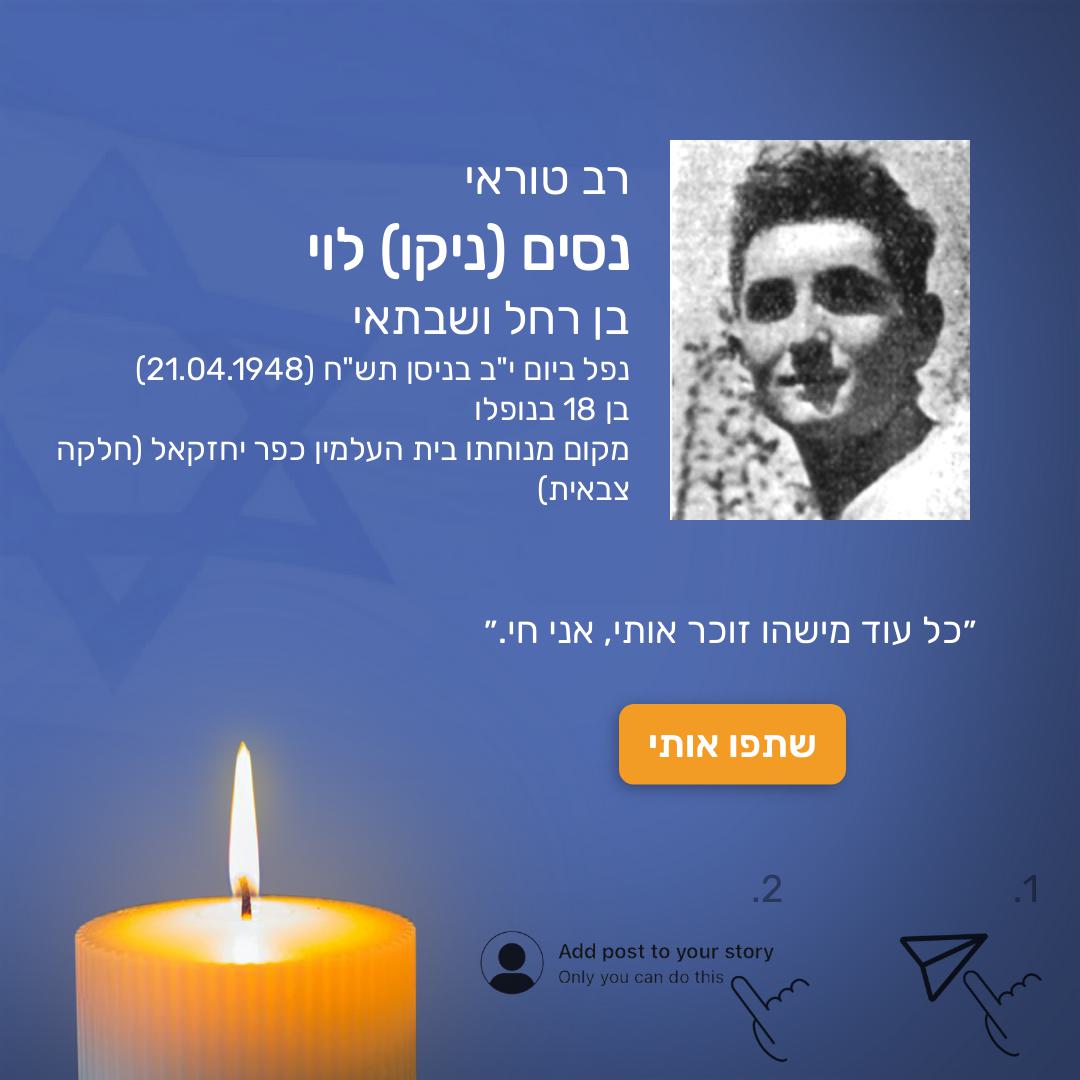 רב טוראי
נסים (ניקו) לוי
בן רחל ושבתאי
נפל ביום י"ב בניסן תש"ח (21.04.1948)
בן 18 בנופלו
מקום מנוחתו בית העלמין כפר יחזקאל (חלקה
צבאית)
״כל עוד מישהו זוכר אותי, אני חי.״
שתפו אותי
1.
2.
Add post to your story
Only you can do this